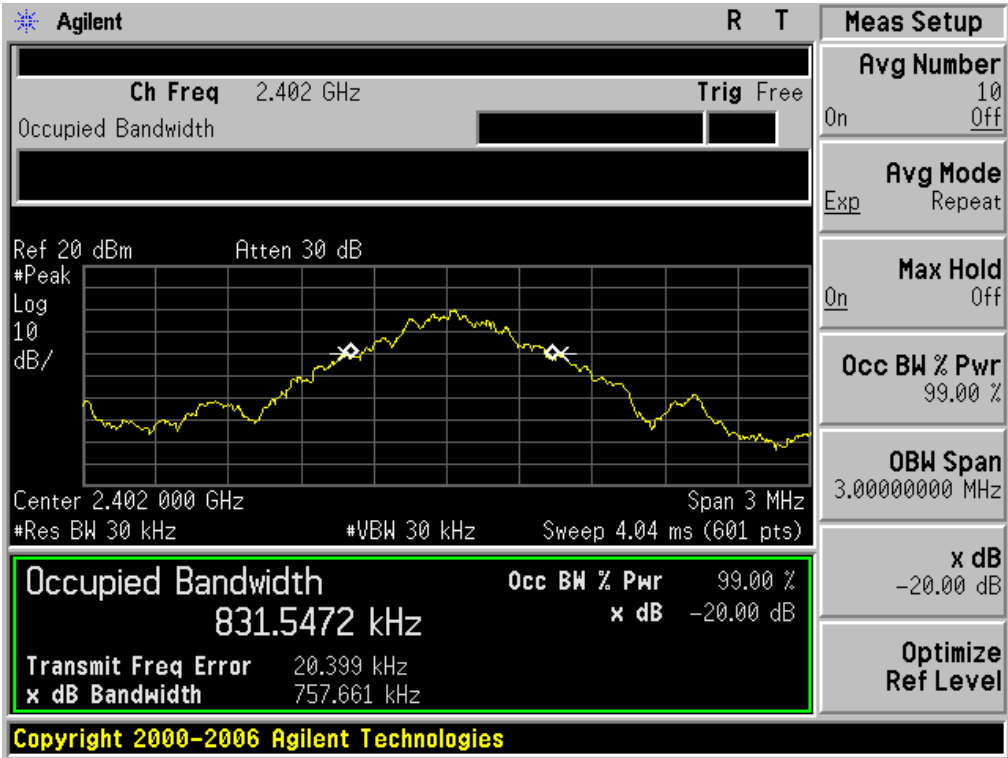 Agilent R T
Ch Freq 2.402 GHz Trig Free
Occupied Bandwidth
Ref 20 dBm Atten 30 dB
#Peak
Log
10
dB/
Center 2.402 000 GHz Span 3 MHz
#Res BW 30 kHz #VBW 30 kHz Sweep 4.04 ms (601 pts)
Occupied Bandwidth Occ BW % Pwr 99.00 %
831.5472 kHz x dB -20.00 dB
Transmit Freq Error 20.399 kHz
x dB Bandwidth 757.661 kHz
Copyright 2000-2006 Agilent Technologies
Meas Setup
Avg Number
10
On Off
Avg Mode
Exp Repeat
Max Hold
On Off
Occ BW % Pwr
99.00 %
OBW Span
3.00000000 MHz
x dB
-20.00 dB
Optimize
Ref Level